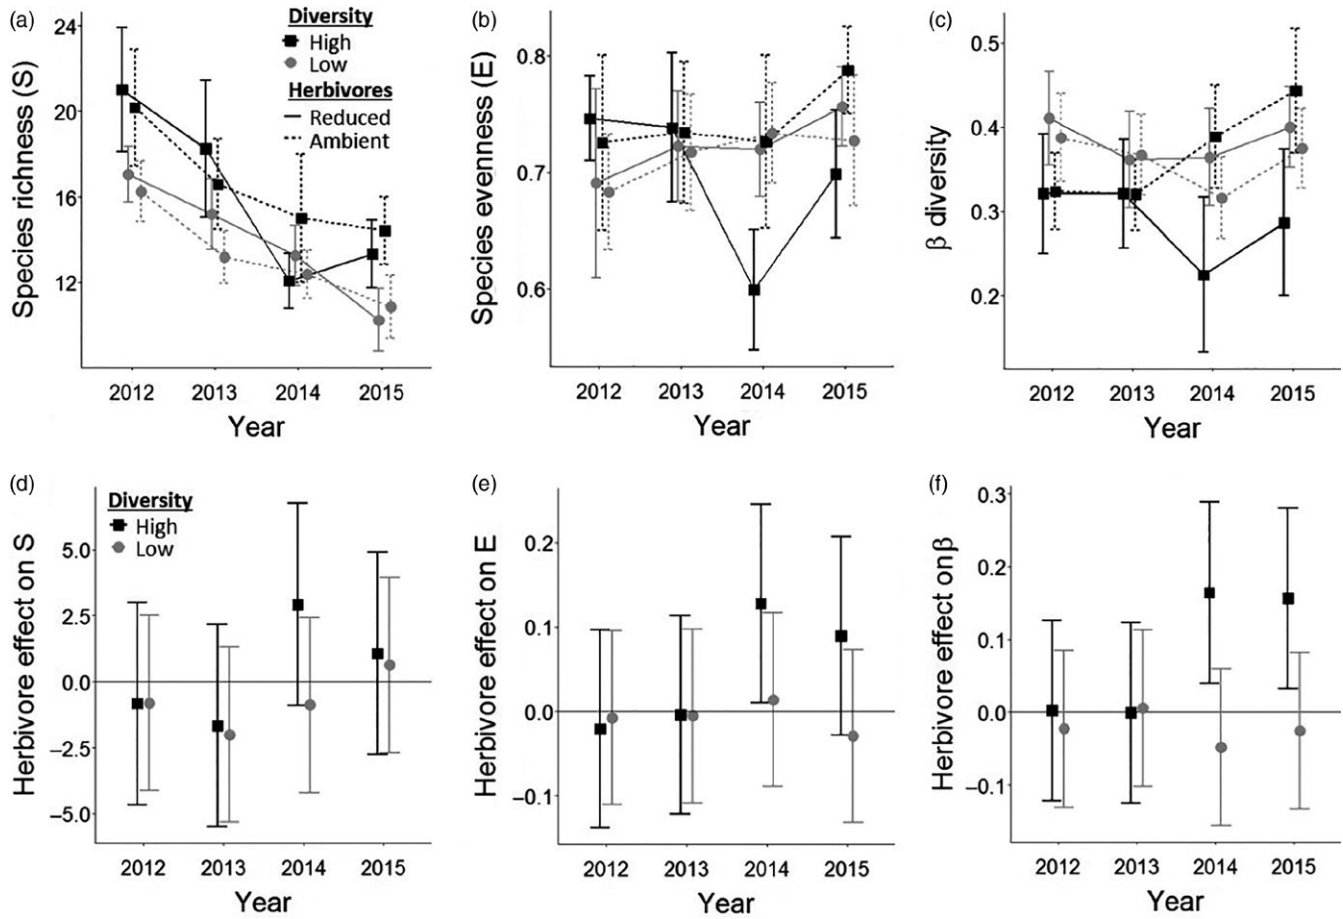 (a)
Species richness (S)
24
20
16
12
Diversity
High
Low
Herbivores
Reduced
Ambient
2012 2013 2014 2015
Year
(b)
Species evenness (E)
0.8
0.7
0.6
2012 2013 2014 2015
Year
(c)
β diversity
0.5
0.4
0.3
0.2
2012 2013 2014 2015
Year
(d)
Herbivore effect on S
5.0
2.5
0.0
−2.5
−5.0
Diversity
High
Low
2012 2013 2014 2015
Year
(e)
Herbivore effect on E
0.2
0.1
0.0
−0.1
2012 2013 2014 2015
Year
(f)
Herbivore effect on β
0.3
0.2
0.1
0.0
−0.1
2012 2013 2014 2015
Year